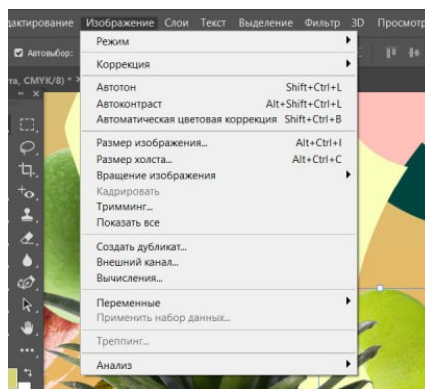 дактирование Изображение Слои Текст Выделение Фильтр 3D Просмотр
Автовыбор:
та, CMYK/8) *
Режим
Коррекция
Автотон Shift+Ctrl+L
Автоконтраст Alt+Shift+Ctrl+L
Автоматическая цветовая коррекция Shift+Ctrl+B
Размер изображения... Alt+Ctrl+I
Размер холста... Alt+Ctrl+C
Вращение изображения
Кадрировать
Тримминг...
Показать все
Создать дубликат...
Внешний канал...
Вычисления...
Переменные
Применить набор данных...
Треппинг...
Анализ